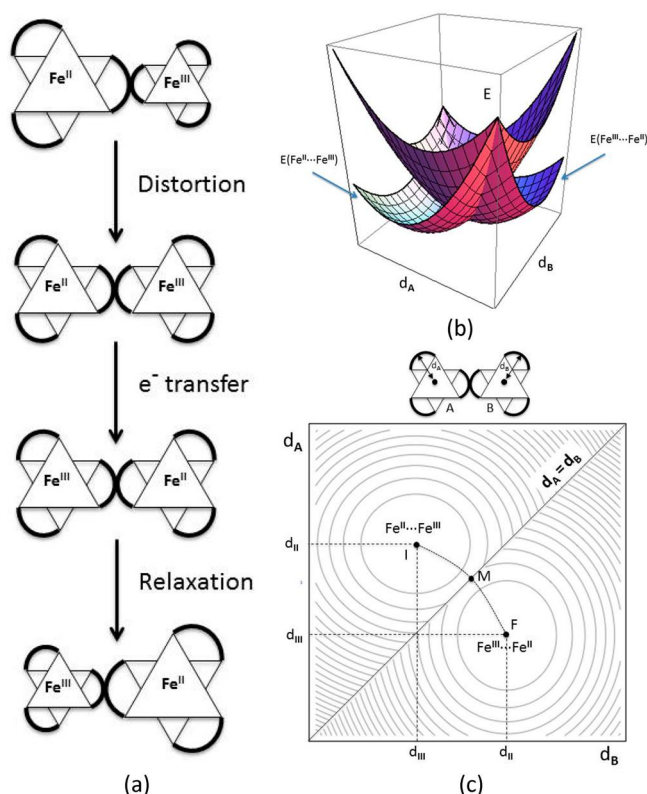 Fe^II Fe^III
Distortion
Fe^II Fe^III
e⁻ transfer
Fe^III Fe^II
Relaxation
Fe^III Fe^II
(a)
E
E(Fe^II...Fe^III)
E(Fe^III...Fe^II)
d_A
d_B
(b)
d_A d_B
A B
d_A
d_A = d_B
Fe^II...Fe^III
d_II
I
M
F
d_III
Fe^III...Fe^II
d_III d_II d_B
(c)